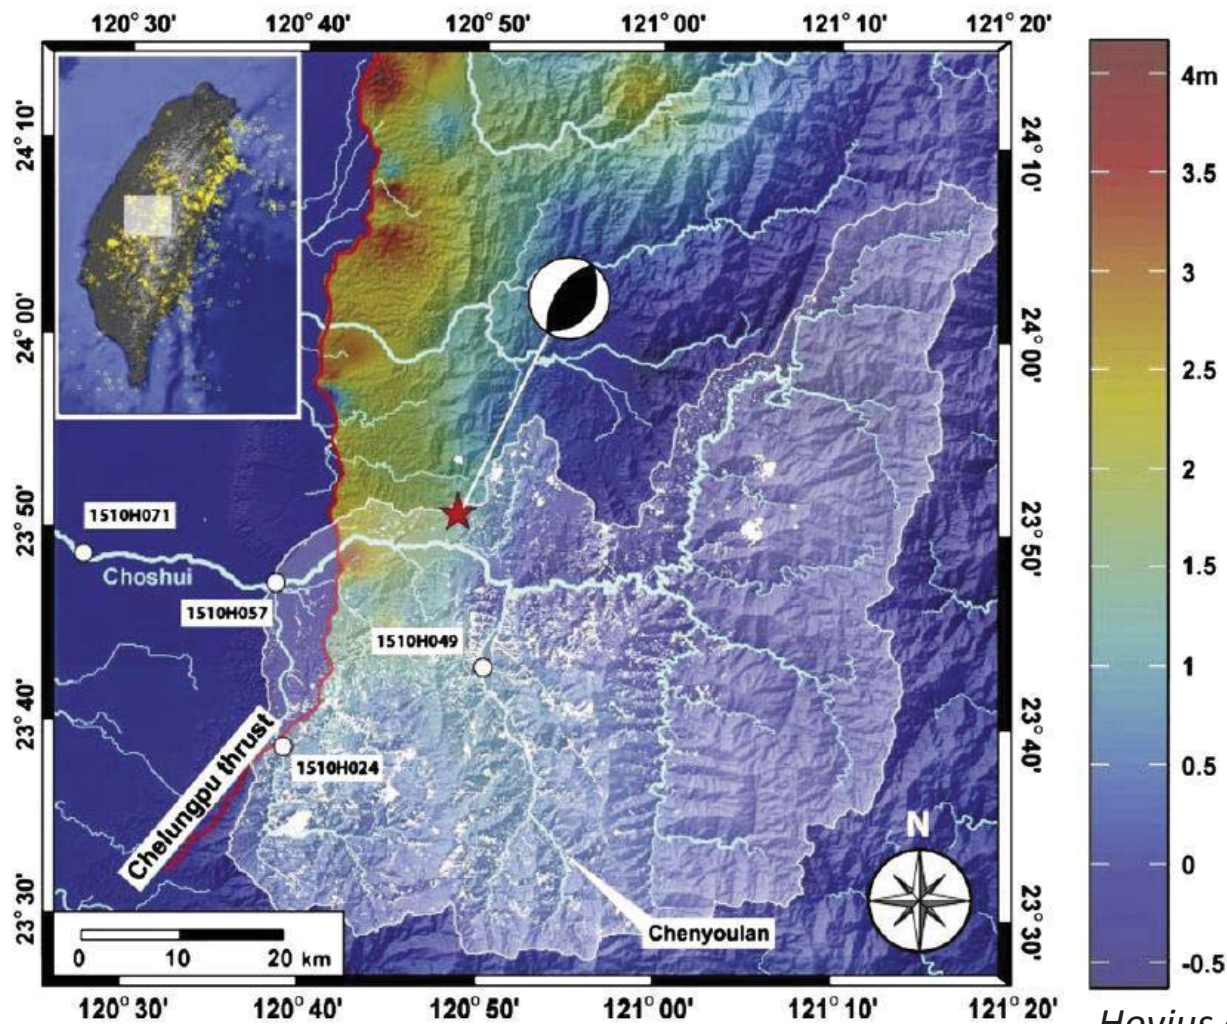 120° 30' 120° 40' 120° 50' 121° 00' 121° 10' 121° 20'
24° 10'
24° 00'
23° 50'
23° 40'
23° 30'
1510H071
Choshui
1510H057
1510H049
1510H024
Chelungpu thrust
Chenyoulan
N
0 10 20 km
24° 10'
24° 00'
23° 50'
23° 40'
23° 30'
120° 30' 120° 40' 120° 50' 121° 00' 121° 10' 121° 20'
4m
3.5
3
2.5
2
1.5
1
0.5
0
-0.5
Hovius